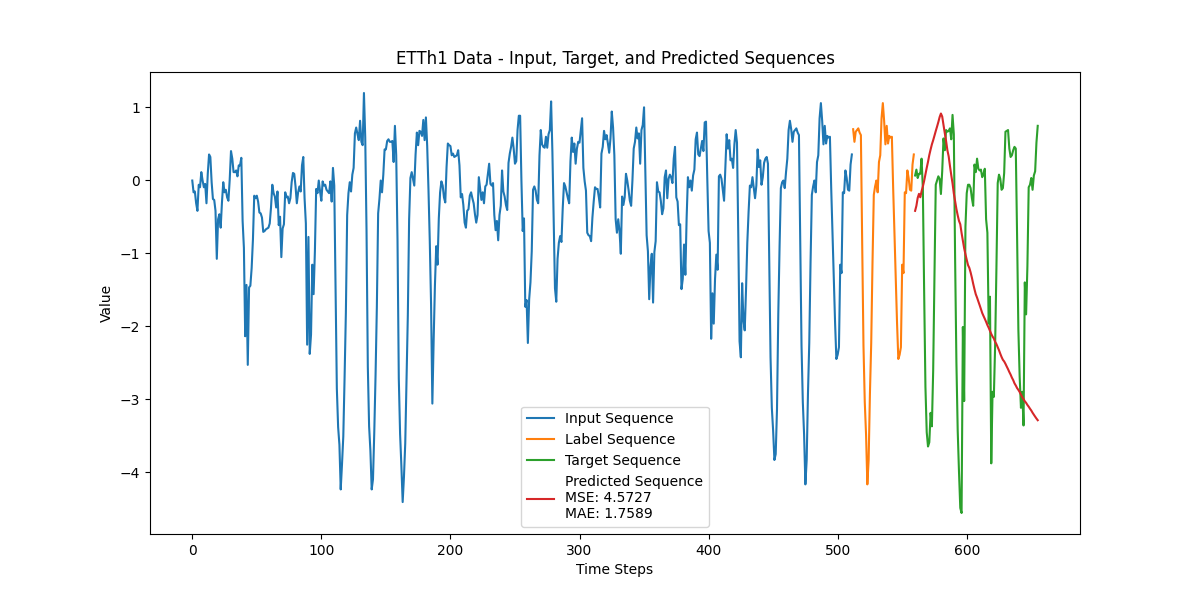 ETTh1 Data - Input, Target, and Predicted Sequences
Value
1
0
−1
−2
−3
−4
Input Sequence
Label Sequence
Target Sequence
Predicted Sequence
MSE: 4.5727
MAE: 1.7589
0 100 200 300 400 500 600
Time Steps